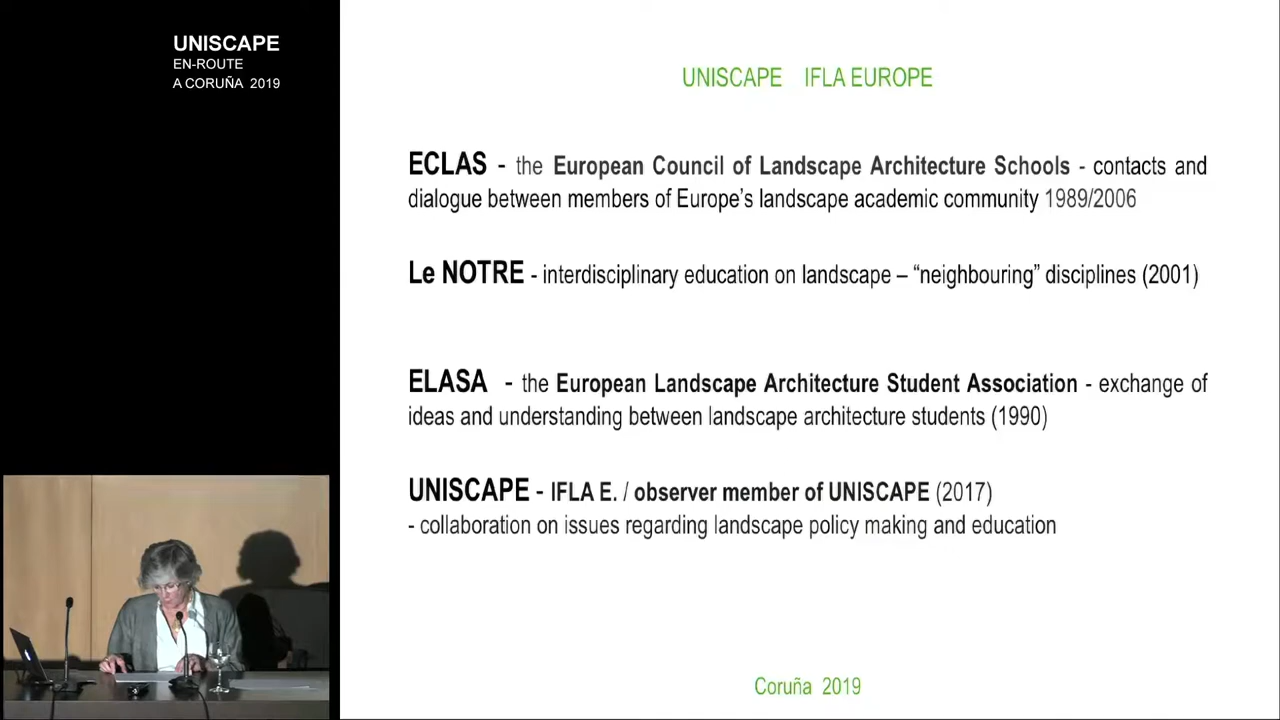 UNISCAPE
EN-ROUTE
A CORUÑA 2019
UNISCAPE IFLA EUROPE
ECLAS - the European Council of Landscape Architecture Schools - contacts and
dialogue between members of Europe’s landscape academic community 1989/2006
Le NOTRE - interdisciplinary education on landscape – “neighbouring” disciplines (2001)
ELASA - the European Landscape Architecture Student Association - exchange of
ideas and understanding between landscape architecture students (1990)
UNISCAPE - IFLA E. / observer member of UNISCAPE (2017)
- collaboration on issues regarding landscape policy making and education
Coruña 2019